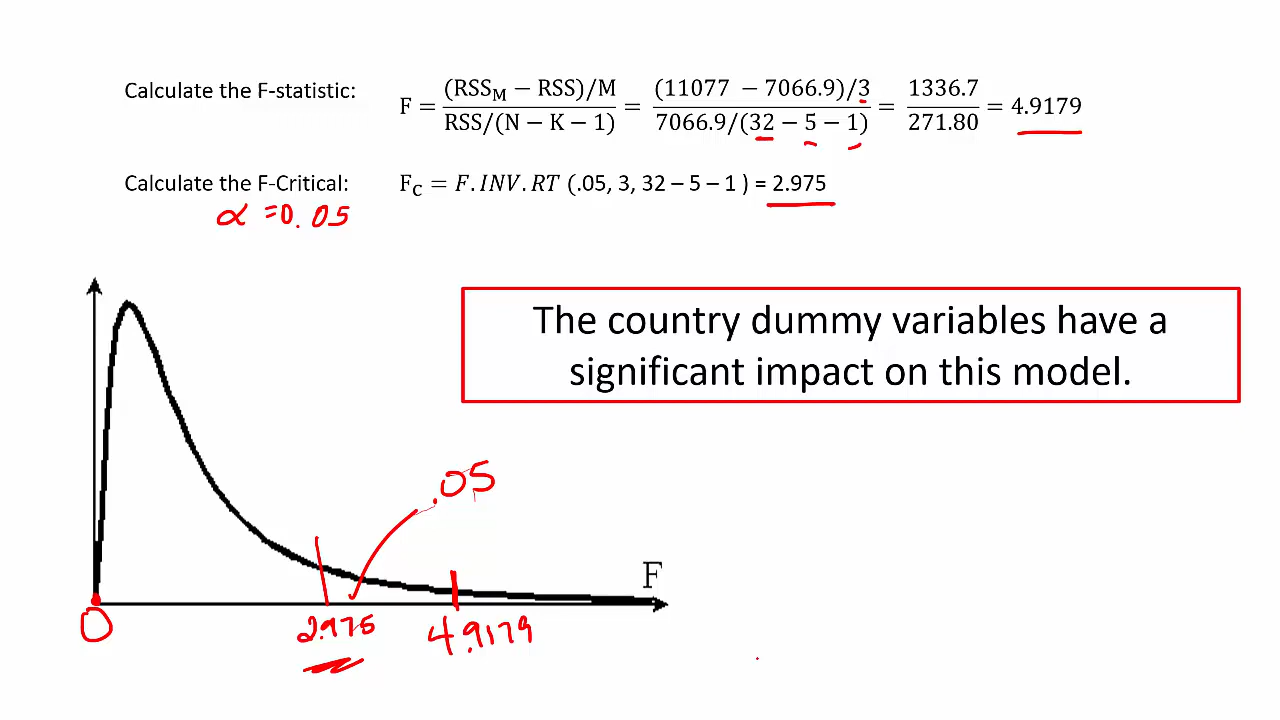 Calculate the F-statistic: F = (RSS_M − RSS)/M / RSS/(N − K − 1) = (11077 − 7066.9)/3 / 7066.9/(32 − 5 − 1) = 1336.7 / 271.80 = 4.9179
Calculate the F-Critical: F_C = F.INV.RT (.05, 3, 32 – 5 – 1 ) = 2.975
α = 0.05
The country dummy variables have a
significant impact on this model.
.05
F
0 2.975 4.9179